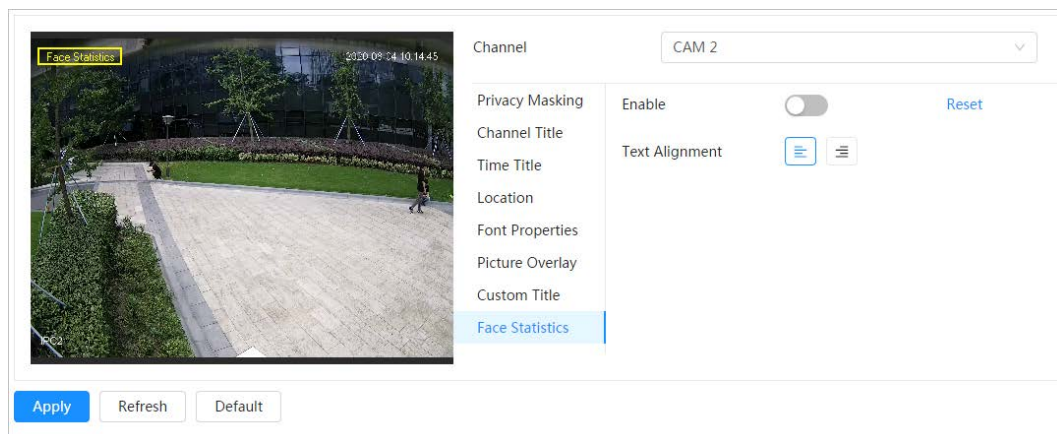 Face Statistics
2020-08-04 10:14:45
IPC2
Channel
CAM 2
Privacy Masking
Channel Title
Time Title
Location
Font Properties
Picture Overlay
Custom Title
Face Statistics
Enable
Reset
Text Alignment
Apply
Refresh
Default